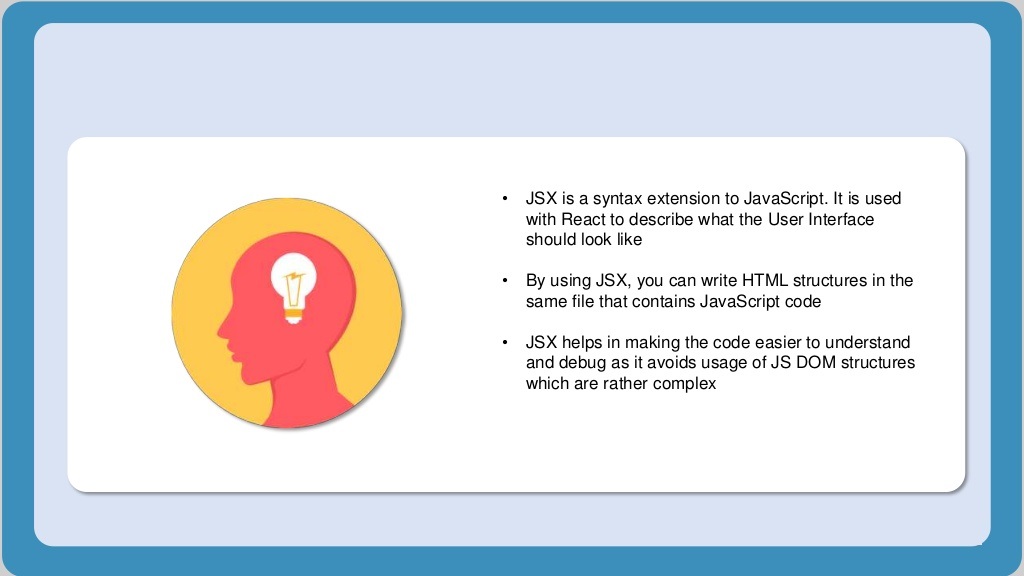 • JSX is a syntax extension to JavaScript. It is used
with React to describe what the User Interface
should look like
• By using JSX, you can write HTML structures in the
same file that contains JavaScript code
• JSX helps in making the code easier to understand
and debug as it avoids usage of JS DOM structures
which are rather complex